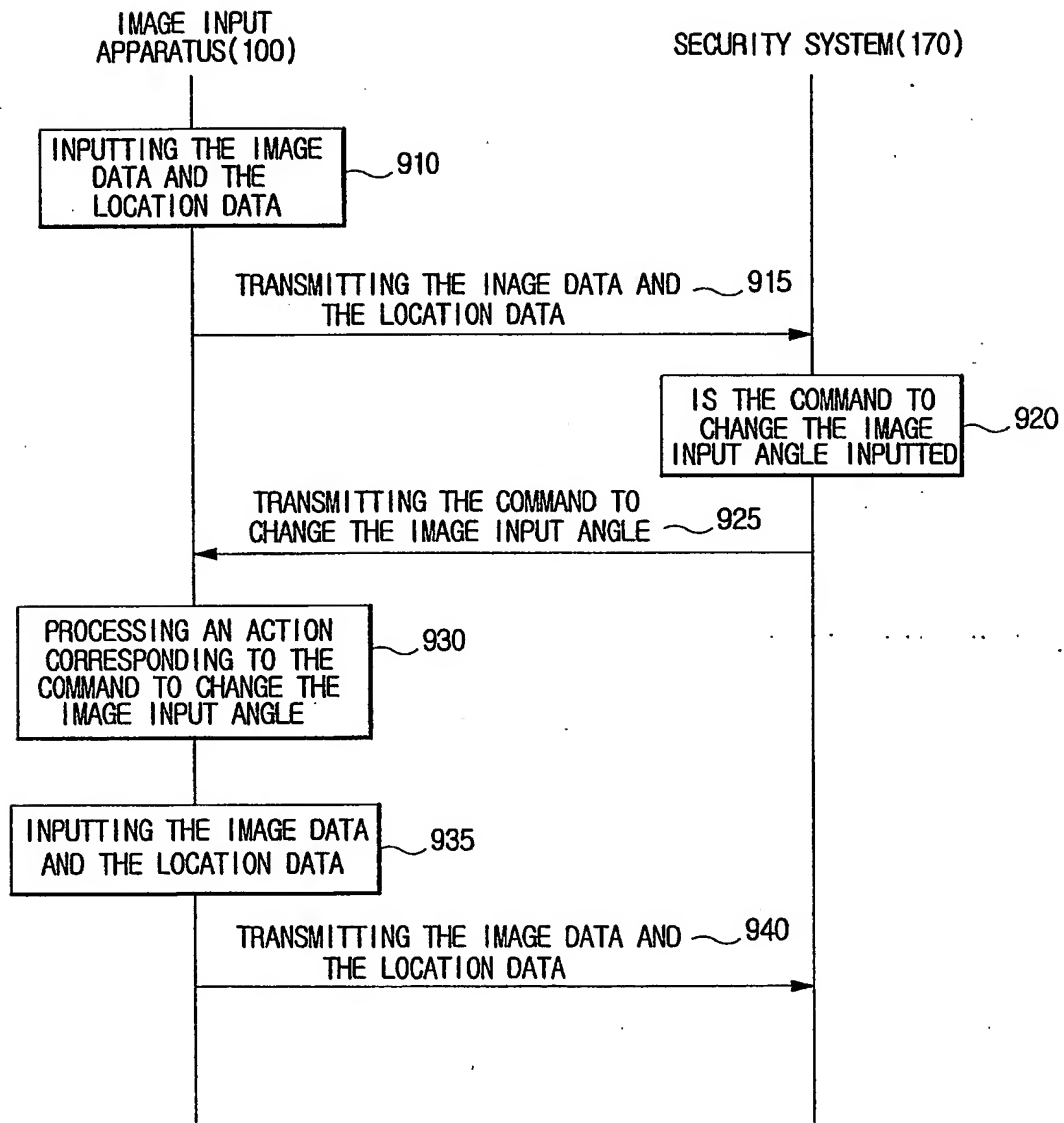 IMAGE INPUT
APPARATUS(100)
SECURITY SYSTEM(170)
INPUTTING THE IMAGE
DATA AND THE
LOCATION DATA
910
TRANSMITTING THE INAGE DATA AND
THE LOCATION DATA
915
IS THE COMMAND TO
CHANGE THE IMAGE
INPUT ANGLE INPUTTED
920
TRANSMITTING THE COMMAND TO
CHANGE THE IMAGE INPUT ANGLE
925
PROCESSING AN ACTION
CORRESPONDING TO THE
COMMAND TO CHANGE THE
IMAGE INPUT ANGLE
930
INPUTTING THE IMAGE DATA
AND THE LOCATION DATA
935
TRANSMITTING THE IMAGE DATA AND
THE LOCATION DATA
940